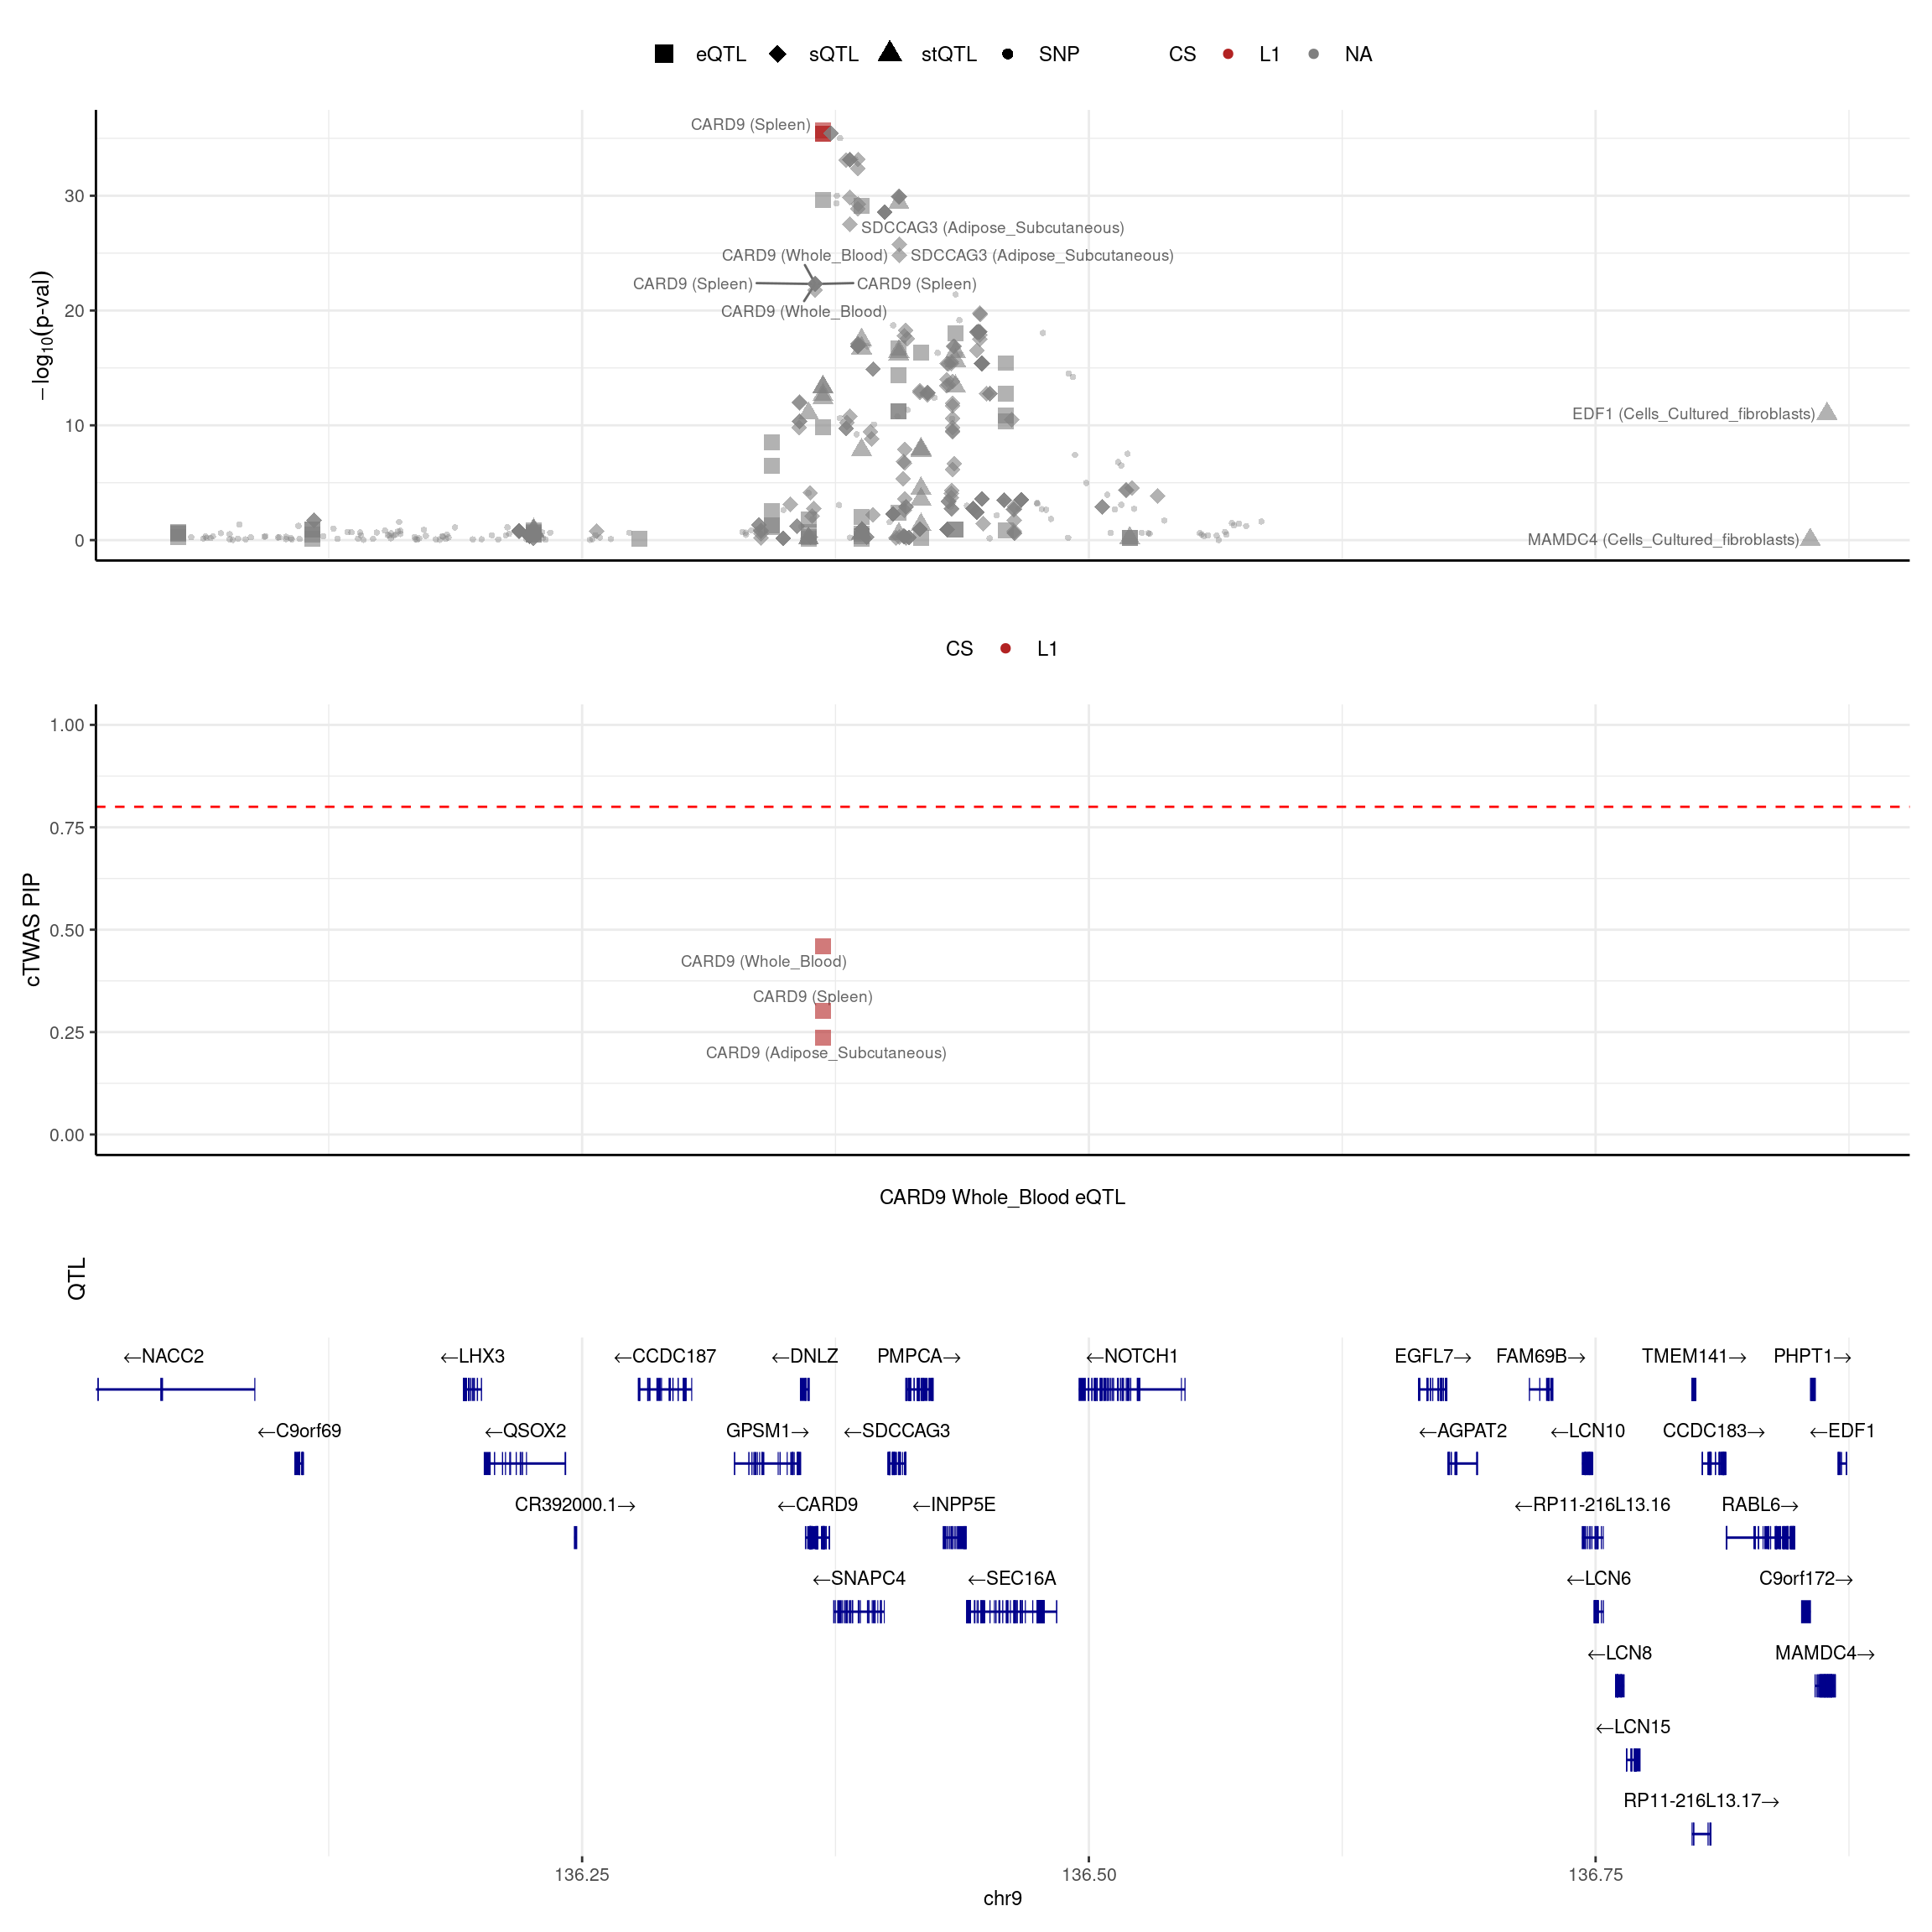 eQTL sQTL stQTL SNP CS L1 NA
CARD9 (Spleen)
30
SDCCAG3 (Adipose_Subcutaneous)
CARD9 (Whole_Blood) SDCCAG3 (Adipose_Subcutaneous)
CARD9 (Spleen) CARD9 (Spleen)
20 CARD9 (Whole_Blood)
−log10(p-val)
10 EDF1 (Cells_Cultured_fibroblasts)
0 MAMDC4 (Cells_Cultured_fibroblasts)
CS L1
1.00
0.75
cTWAS PIP
0.50
CARD9 (Whole_Blood)
CARD9 (Spleen)
0.25
CARD9 (Adipose_Subcutaneous)
0.00
CARD9 Whole_Blood eQTL
QTL
←NACC2 ←LHX3 ←CCDC187 ←DNLZ PMPCA→ ←NOTCH1 EGFL7→ FAM69B→ TMEM141→ PHPT1→
←C9orf69 ←QSOX2 GPSM1→ ←SDCCAG3 ←AGPAT2 ←LCN10 CCDC183→ ←EDF1
CR392000.1→ ←CARD9 ←INPP5E ←RP11-216L13.16 RABL6→
←SNAPC4 ←SEC16A ←LCN6 C9orf172→
←LCN8 MAMDC4→
←LCN15
RP11-216L13.17→
136.25 136.50 136.75
chr9